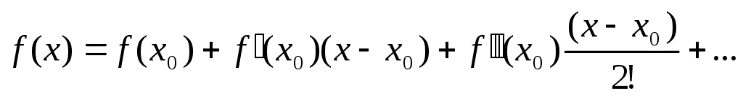 f(x) = f(x₀) + f▯(x₀)(x - x₀) + f▯▯(x₀) (x - x₀) / 2! + ...